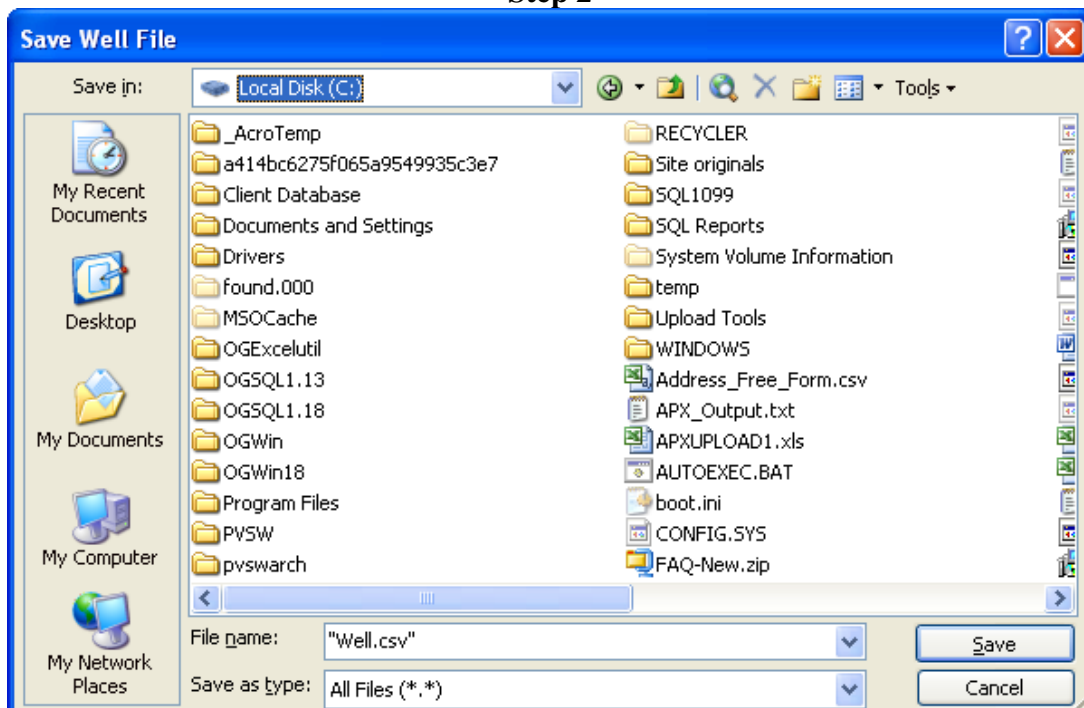 Step 2
Save Well File
Save in:
Local Disk (C:)
Tools
My Recent
Documents
Desktop
My Documents
My Computer
My Network
Places
_AcroTemp
a414bc6275f065a9549935c3e7
Client Database
Documents and Settings
Drivers
found.000
MSOCache
OGExcelutil
OGSQL1.13
OGSQL1.18
OGWin
OGWin18
Program Files
PVSW
pvswarch
RECYCLER
Site originals
SQL1099
SQL Reports
System Volume Information
temp
Upload Tools
WINDOWS
Address_Free_Form.csv
APX_Output.txt
APXUPLOAD1.xls
AUTOEXEC.BAT
boot.ini
CONFIG.SYS
FAQ-New.zip
File name:
"Well.csv"
Save
Save as type:
All Files (*.*)
Cancel